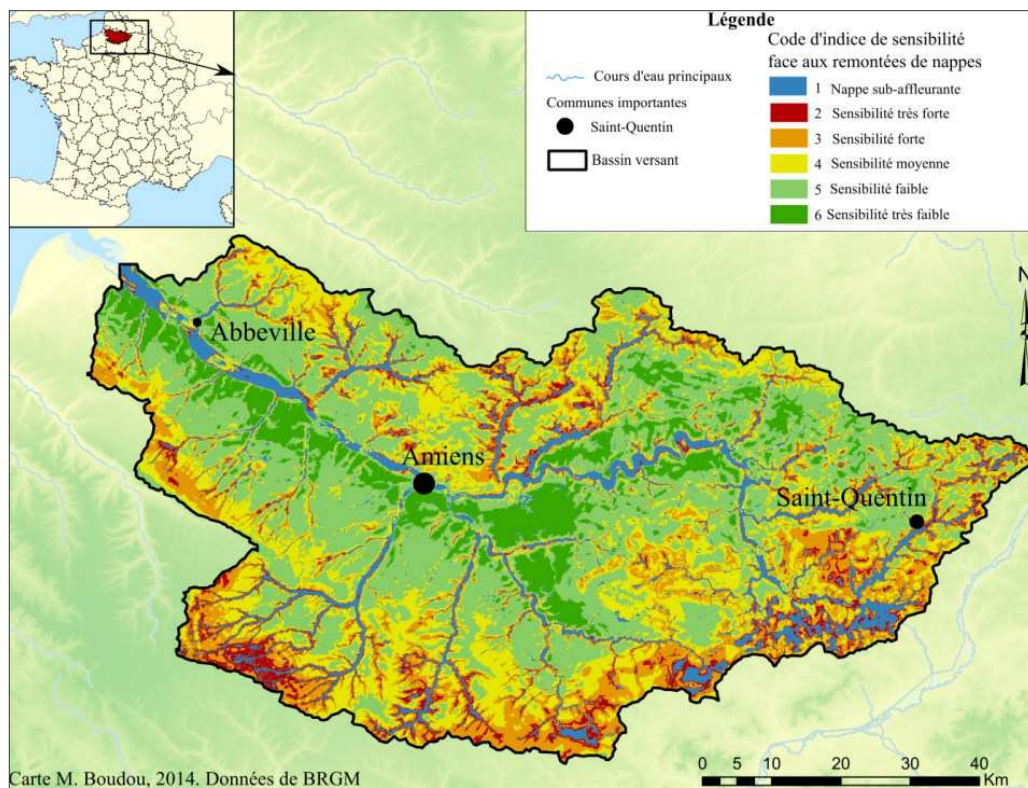 Légende
Code d'indice de sensibilité
face aux remontées de nappes
Cours d'eau principaux
Communes importantes
Saint-Quentin
Bassin versant
1 Nappe sub-affleurante
2 Sensibilité très forte
3 Sensibilité forte
4 Sensibilité moyenne
5 Sensibilité faible
6 Sensibilité très faible
N
Abbeville
Amiens
Saint-Quentin
0 5 10 20 30 40
Km
Carte M. Boudou, 2014. Données de BRGM